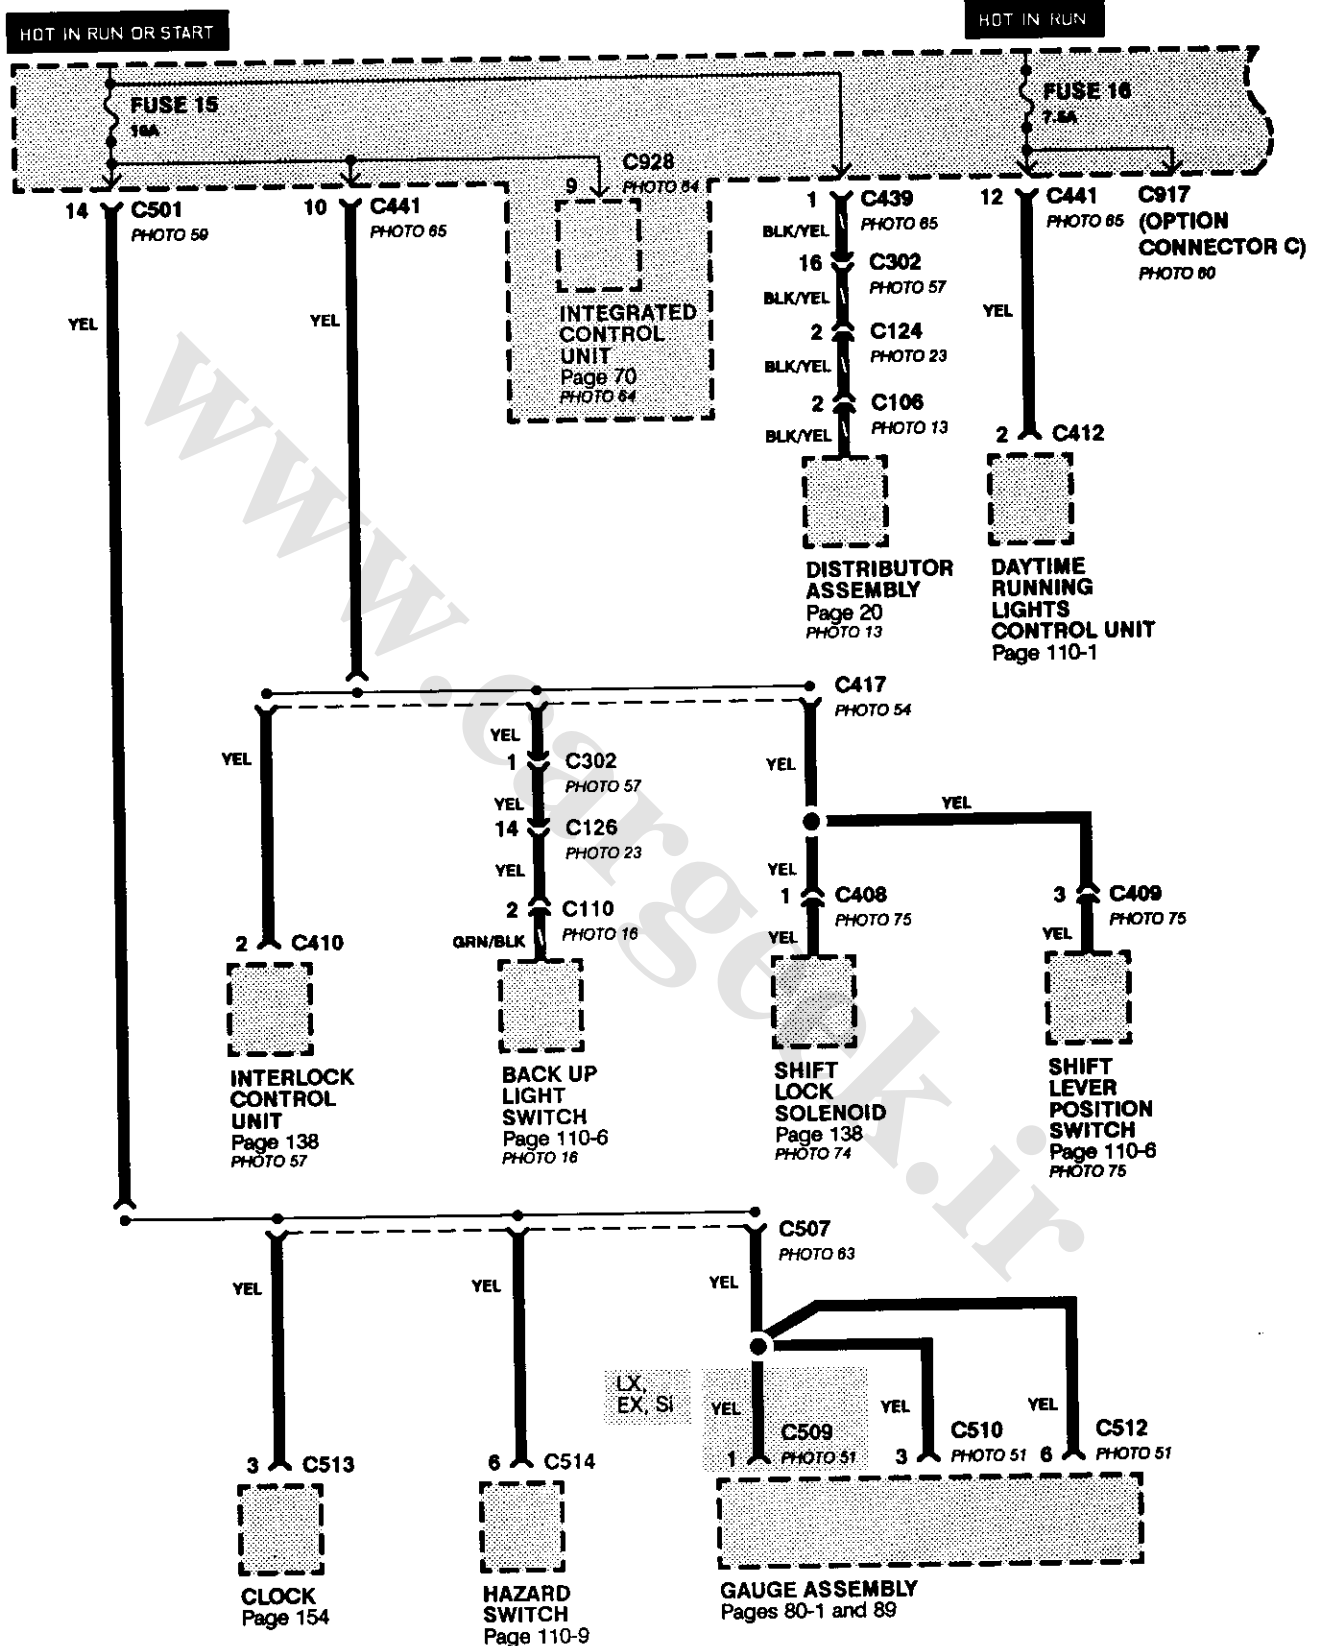 HOT IN RUN OR START
HOT IN RUN
FUSE 15
FUSE 16
7.5A
C928
PHOTO 64
9
14
C501
PHOTO 59
10
C441
PHOTO 65
1
C439
PHOTO 65
12
C441
PHOTO 65
C917
(OPTION
CONNECTOR C)
PHOTO 60
BLK/YEL
16
C302
PHOTO 57
BLK/YEL
2
C124
PHOTO 23
BLK/YEL
2
C106
PHOTO 13
BLK/YEL
YEL
YEL
YEL
INTEGRATED
CONTROL
UNIT
Page 70
PHOTO 64
2
C412
DISTRIBUTOR
ASSEMBLY
Page 20
PHOTO 13
DAYTIME
RUNNING
LIGHTS
CONTROL UNIT
Page 110-1
C417
PHOTO 54
YEL
YEL
1
C302
PHOTO 57
YEL
14
C126
PHOTO 23
YEL
2
C110
PHOTO 16
GRN/BLK
YEL
YEL
YEL
1
C408
PHOTO 75
YEL
3
C409
PHOTO 75
YEL
2
C410
INTERLOCK
CONTROL
UNIT
Page 138
PHOTO 57
BACK UP
LIGHT
SWITCH
Page 110-6
PHOTO 16
SHIFT
LOCK
SOLENOID
Page 138
PHOTO 74
SHIFT
LEVER
POSITION
SWITCH
Page 110-6
PHOTO 75
C507
PHOTO 63
YEL
YEL
YEL
LX,
EX, Si
YEL
C509
PHOTO 51
1
YEL
C510
PHOTO 51
3
YEL
C512
PHOTO 51
6
3
C513
6
C514
CLOCK
Page 154
HAZARD
SWITCH
Page 110-9
GAUGE ASSEMBLY
Pages 80-1 and 89
www.cargeek.ir